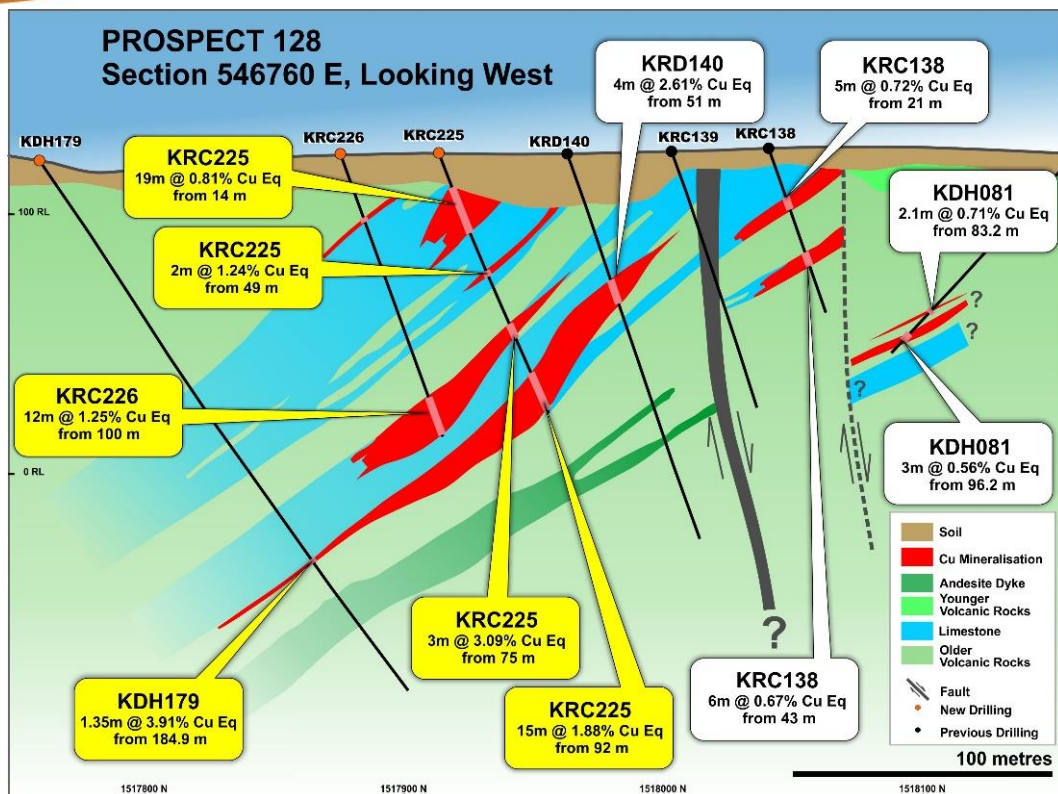 PROSPECT 128
Section 546760 E, Looking West
KDH179
KRC226
KRC225
KRD140
KRC139
KRC138
KRC225
19m @ 0.81% Cu Eq
from 14 m
KRC225
2m @ 1.24% Cu Eq
from 49 m
KRC226
12m @ 1.25% Cu Eq
from 100 m
KDH179
1.35m @ 3.91% Cu Eq
from 184.9 m
KRC225
3m @ 3.09% Cu Eq
from 75 m
KRC225
15m @ 1.88% Cu Eq
from 92 m
KRD140
4m @ 2.61% Cu Eq
from 51 m
KRC138
5m @ 0.72% Cu Eq
from 21 m
KDH081
2.1m @ 0.71% Cu Eq
from 83.2 m
KDH081
3m @ 0.56% Cu Eq
from 96.2 m
KRC138
6m @ 0.67% Cu Eq
from 43 m
100 RL
0 RL
?
?
?
?
Soil
Cu Mineralisation
Andesite Dyke
Younger
Volcanic Rocks
Limestone
Older
Volcanic Rocks
Fault
New Drilling
Previous Drilling
100 metres
1517800 N
1517900 N
1518000 N
1518100 N